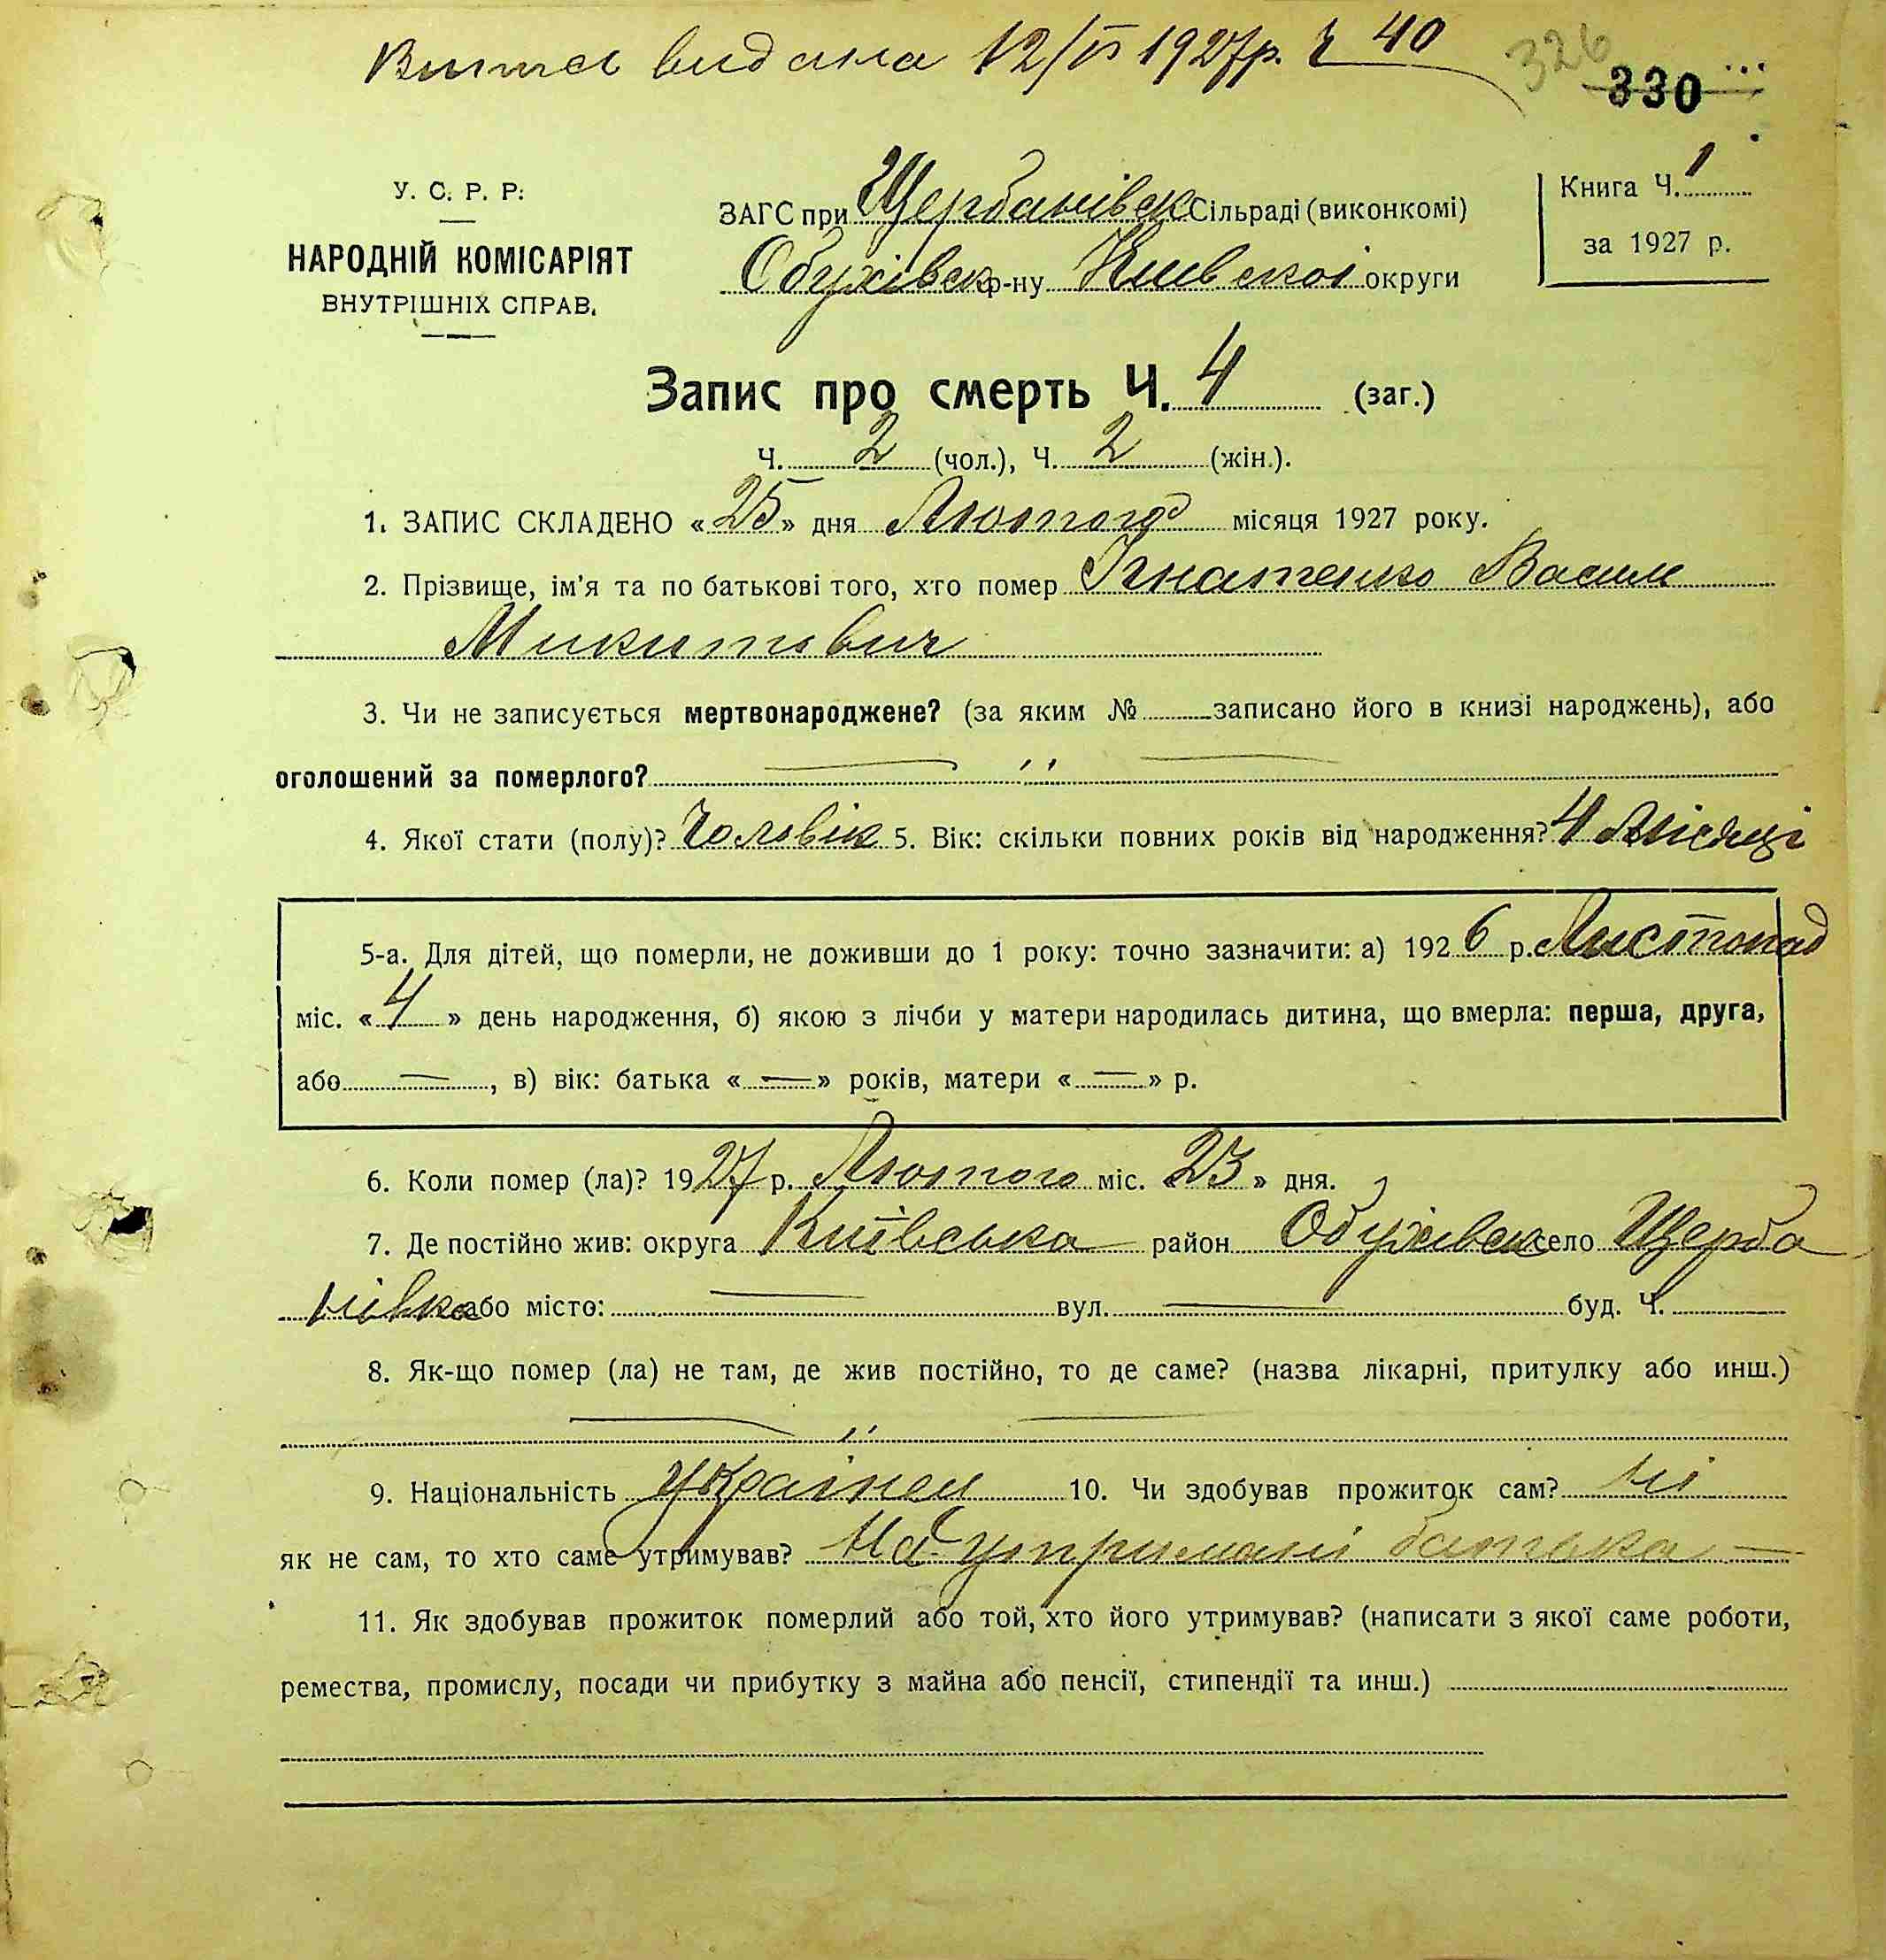 Витяг видана 12/VI 1927р. Ч 40
326
330
У. С. Р. Р.
НАРОДНІЙ КОМІСАРІЯТ
ВНУТРІШНІХ СПРАВ.
ЗАГС при Щербанівск Сільраді (виконкомі)
Обухівск р-ну Київскої округи
Книга Ч. 1
за 1927 р.
Запис про смерть Ч. 4 (заг.)
Ч. 2 (чол.), Ч. 2 (жін.).
1. ЗАПИС СКЛАДЕНО «25» дня Лютого місяця 1927 року.
2. Прізвище, ім'я та по батькові того, хто помер Ігнатенко Василь
Микитович
3. Чи не записується мертвонароджене? (за яким № записано його в книзі народжень), або
оголошений за померлого? — " —
4. Якої стати (полу)? Чоловік 5. Вік: скільки повних років від народження? 4 Місяці
5-а. Для дітей, що померли, не доживши до 1 року: точно зазначити: а) 1926 р. Листопад
міс. «4» день народження, б) якою з лічби у матери народилась дитина, що вмерла: перша, друга,
або —, в) вік: батька «—» років, матери «—» р.
6. Коли помер (ла)? 1927 р. Лютого міс. «23» дня.
7. Де постійно жив: округа Київська район Обухівск село Щерба
нівка або місто: — вул. — буд. Ч.
8. Як-що помер (ла) не там, де жив постійно, то де саме? (назва лікарні, притулку або инш.)
— " —
9. Національність Українец 10. Чи здобував прожиток сам? ні
як не сам, то хто саме утримував? На утриманні батька —
11. Як здобував прожиток померлий або той, хто його утримував? (написати з якої саме роботи,
ремества, промислу, посади чи прибутку з майна або пенсії, стипендії та инш.)